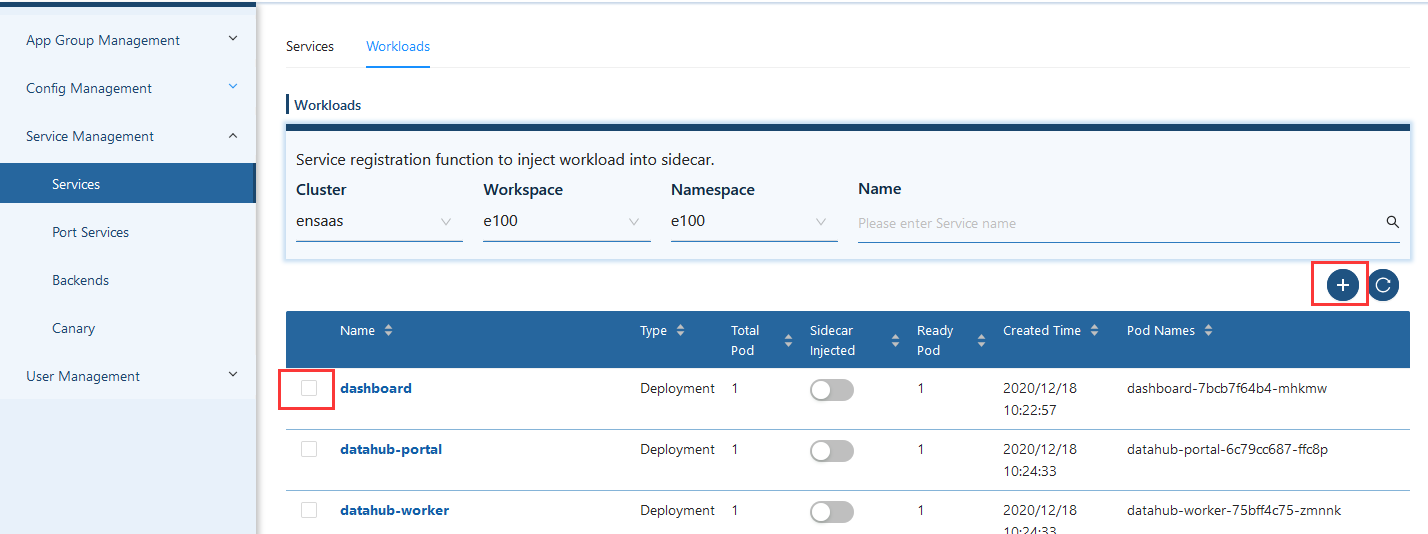 App Group Management
Config Management
Service Management
Services
Port Services
Backends
Canary
User Management
Services Workloads
Workloads
Service registration function to inject workload into sidecar.
Cluster Workspace Namespace Name
ensaas e100 e100 Please enter Service name
Name Type Total Pod Sidecar Injected Ready Pod Created Time Pod Names
dashboard Deployment 1 1 2020/12/18 10:22:57 dashboard-7bcb7f64b4-mhkmw
datahub-portal Deployment 1 1 2020/12/18 10:24:33 datahub-portal-6c79cc687-ffc8p
datahub-worker Deployment 1 1 2020/12/18 10:24:33 datahub-worker-75bff4c75-zmnnk